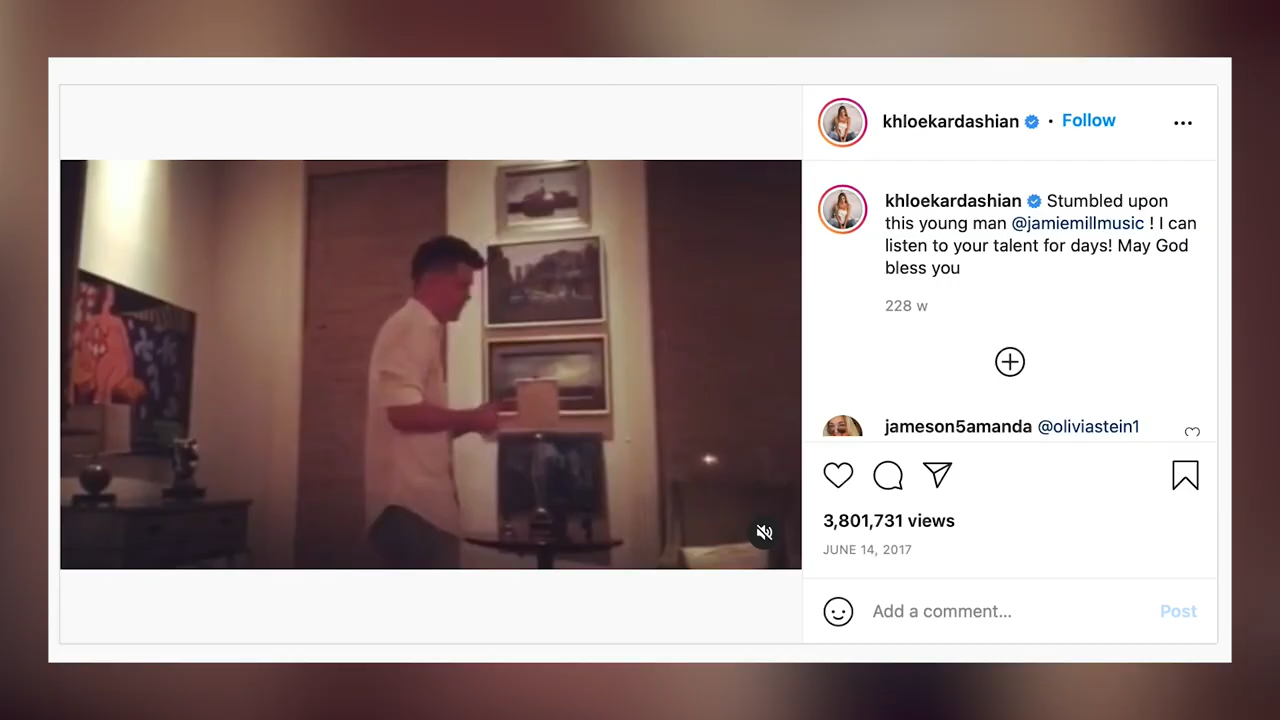 khloekardashian • Follow
khloekardashian Stumbled upon
this young man @jamiemillmusic ! I can
listen to your talent for days! May God
bless you
228 w
jameson5amanda @oliviastein1
3,801,731 views
JUNE 14, 2017
Add a comment... Post